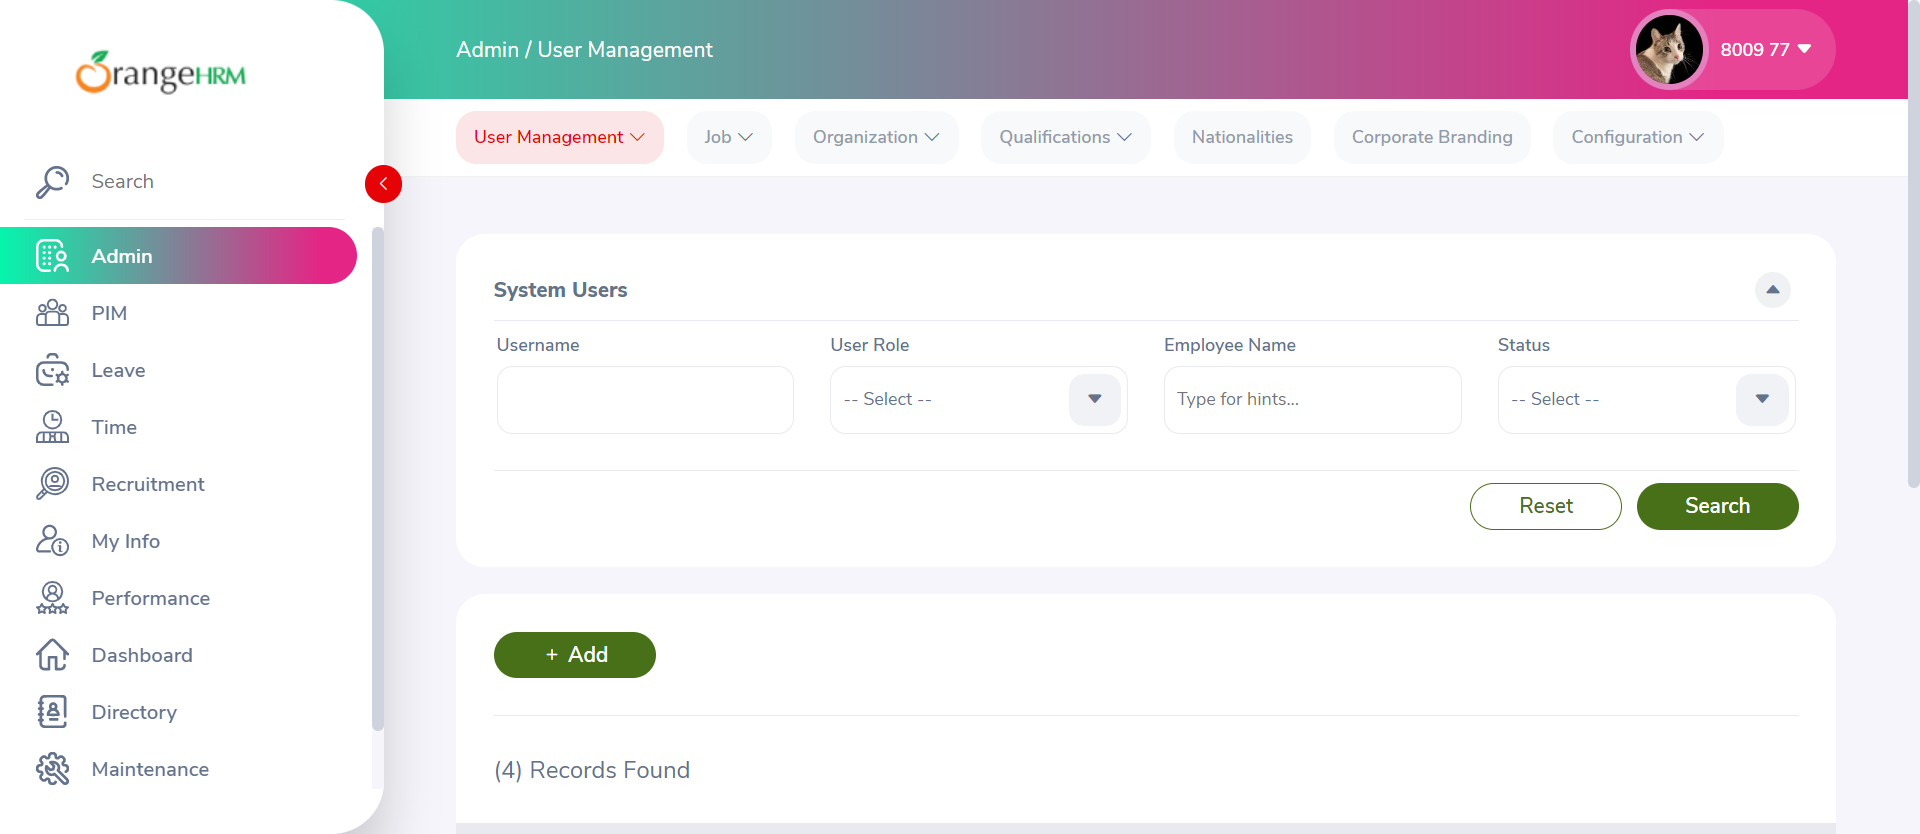 OrangeHRM
Admin / User Management
8009 77
User Management
Job
Organization
Qualifications
Nationalities
Corporate Branding
Configuration
Search
Admin
PIM
Leave
Time
Recruitment
My Info
Performance
Dashboard
Directory
Maintenance
System Users
Username
User Role
Employee Name
Status
-- Select --
Type for hints...
-- Select --
Reset
Search
+ Add
(4) Records Found